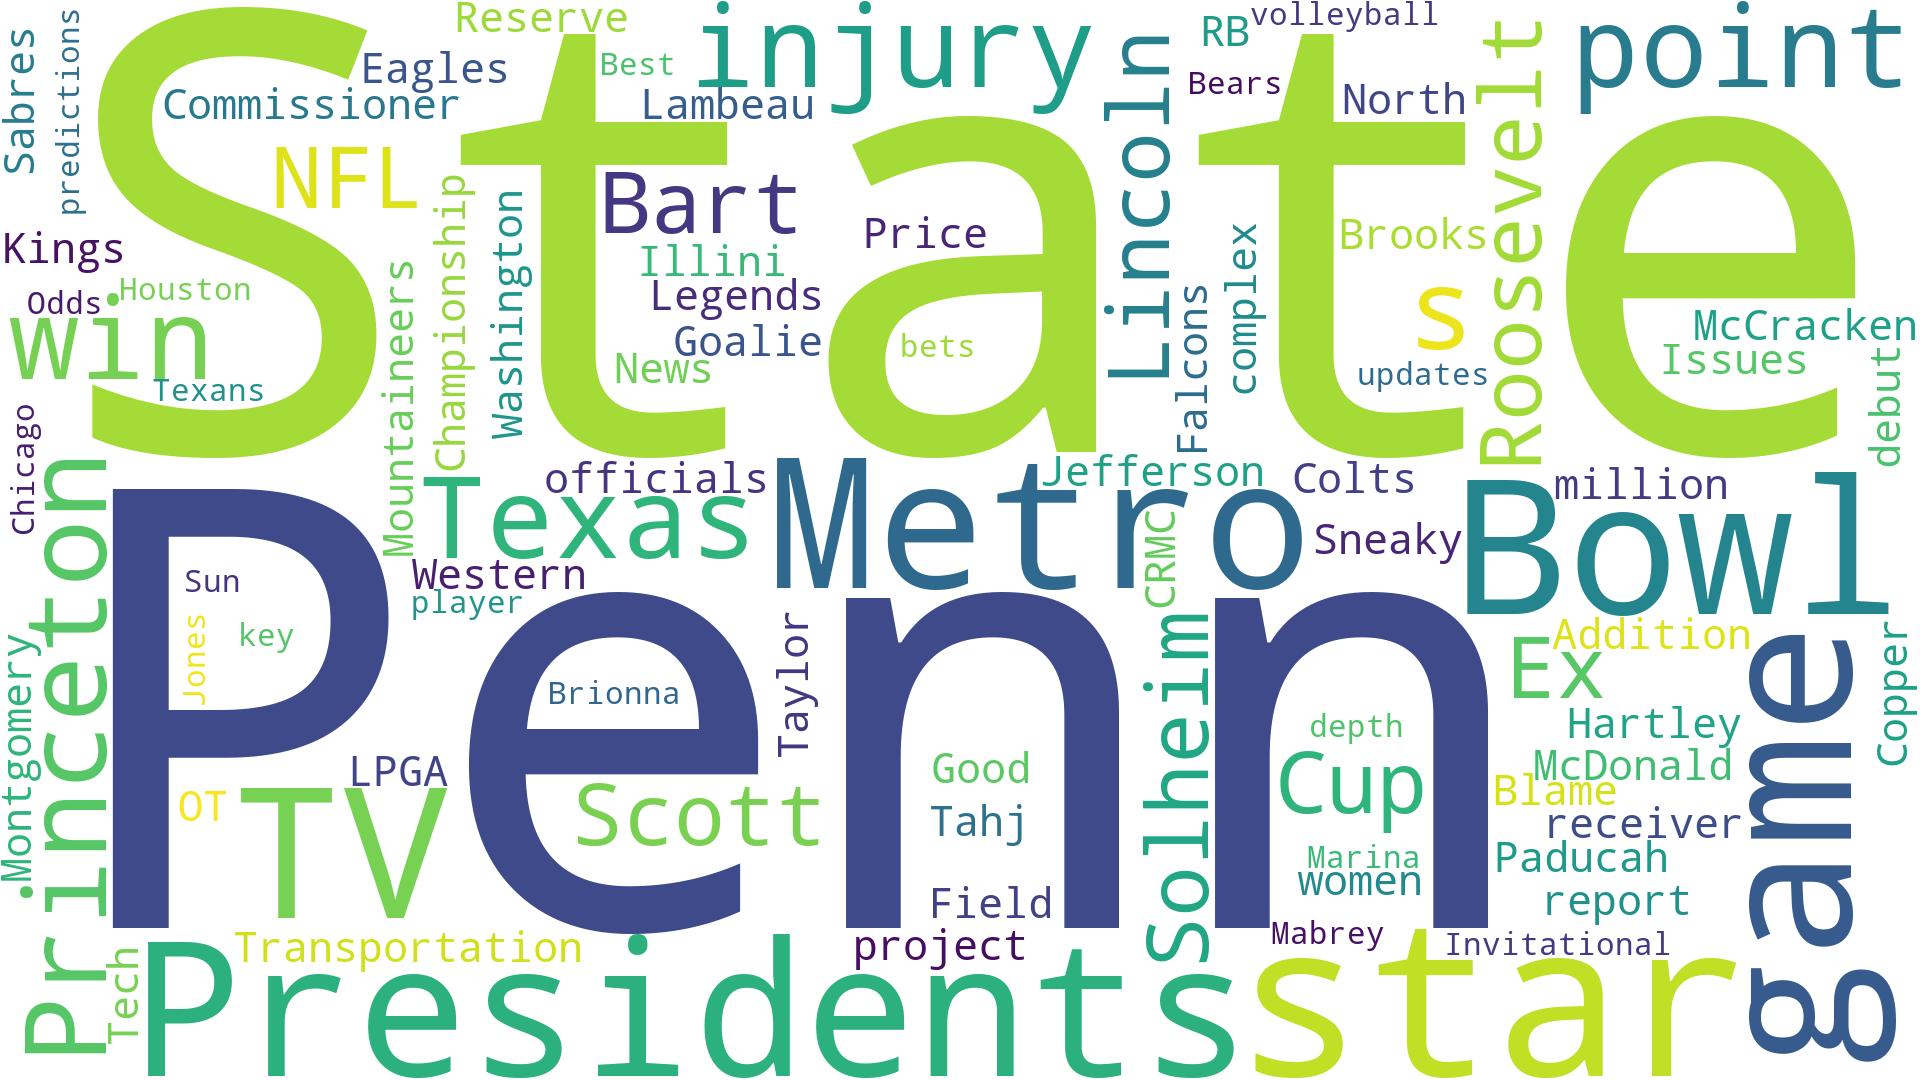 State
Penn
Presidents
Metro
Bowl
game
star
Princeton
TV
Texas
injury
point
Lincoln
Roosevelt
win
NFL
Bart
s
Scott
Solheim
Cup
Ex
Reserve
Eagles
Best
Commissioner
Lambeau
RB
volleyball
Bears
North
Sabres
predictions
Kings
Odds
Houston
Texans
Chicago
Mountaineers
Championship
Washington
Price
Illini
Legends
Goalie
News
bets
Falcons
complex
Brooks
updates
McCracken
Issues
debut
officials
Jefferson
Colts
million
Sneaky
CRMC
Western
player
Sun
key
Jones
Montgomery
Brionna
Taylor
LPGA
OT
Good
Tahj
Field
depth
Marina
women
Mabrey
Invitational
Addition
Hartley
McDonald
Blame
receiver
Paducah
report
Copper
Transportation
project
Tech